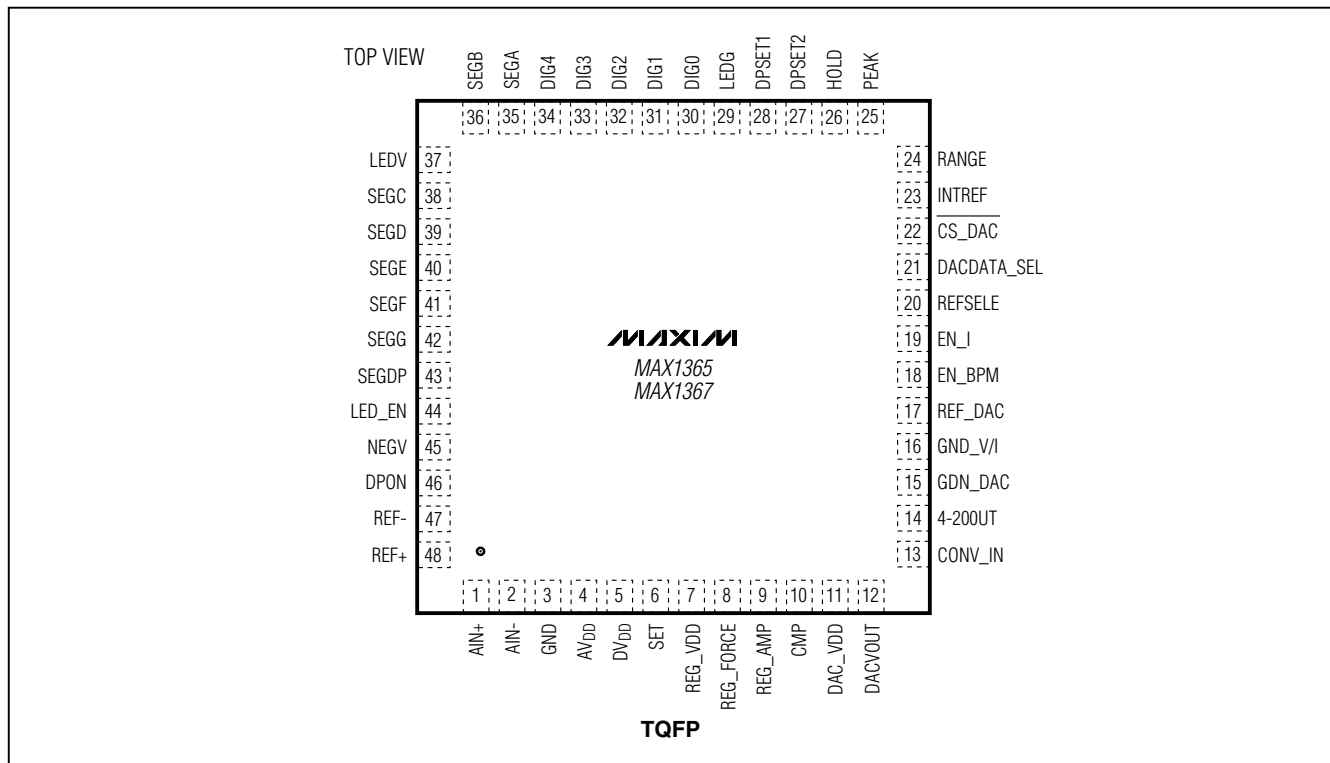 TOP VIEW
SEGB SEGA DIG4 DIG3 DIG2 DIG1 DIG0 LEDG DPSET1 DPSET2 HOLD PEAK
36 35 34 33 32 31 30 29 28 27 26 25
LEDV 37
SEGC 38
SEGD 39
SEGE 40
SEGF 41
SEGG 42
SEGDP 43
LED_EN 44
NEGV 45
DPON 46
REF- 47
REF+ 48
MAXIM
MAX1365
MAX1367
24 RANGE
23 INTREF
22 CS_DAC
21 DACDATA_SEL
20 REFSELE
19 EN_I
18 EN_BPM
17 REF_DAC
16 GND_V/I
15 GDN_DAC
14 4-200UT
13 CONV_IN
1 2 3 4 5 6 7 8 9 10 11 12
AIN+ AIN- GND AVDD DVDD SET REG_VDD REG_FORCE REG_AMP CMP DAC_VDD DACVOUT
TQFP